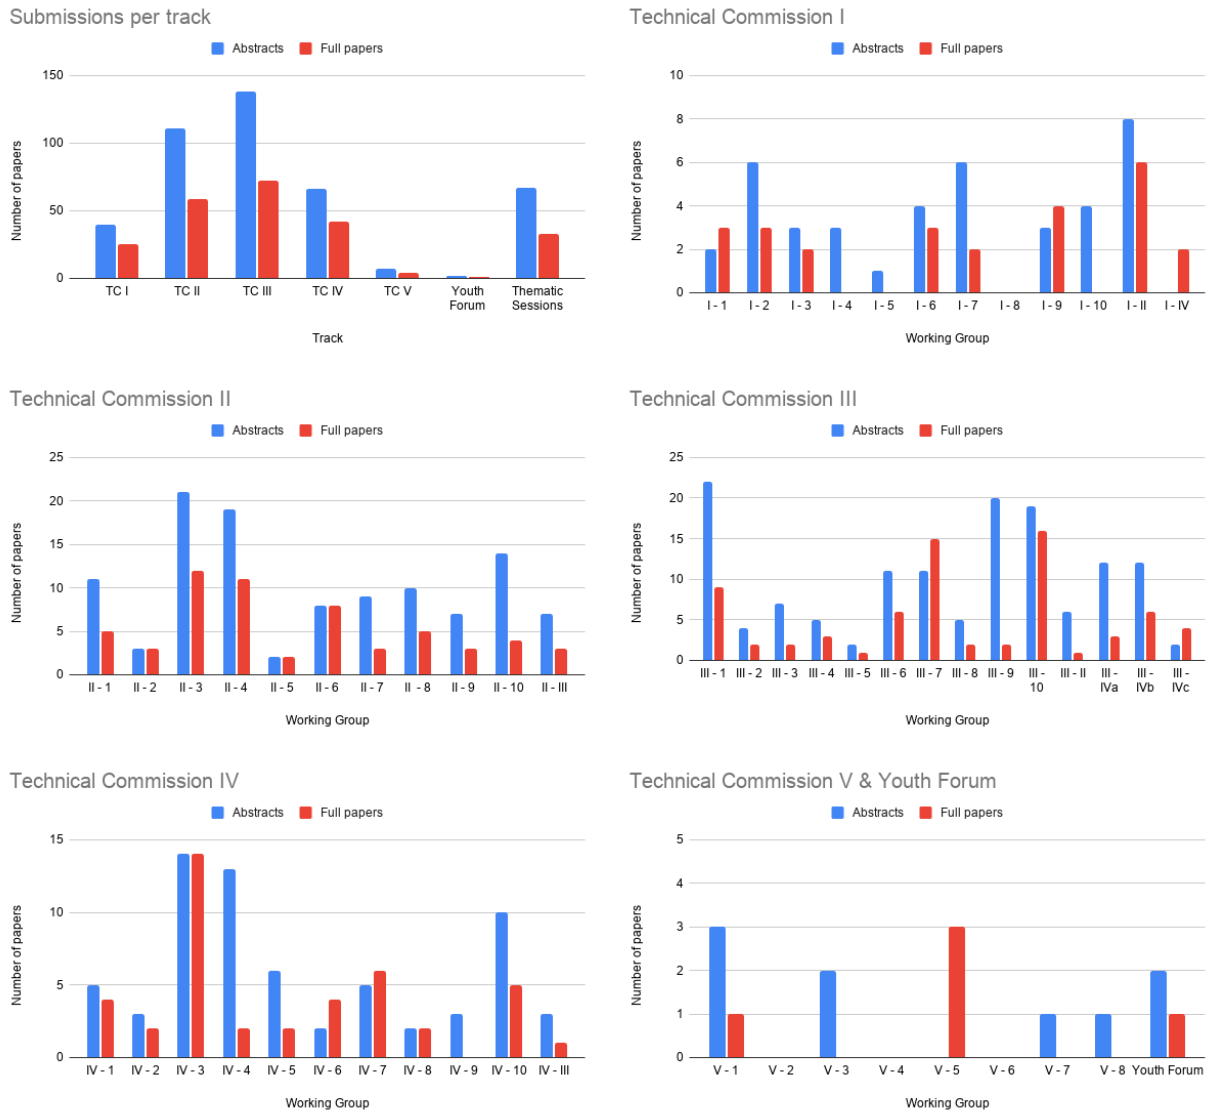 Submissions per track
Abstracts Full papers
Number of papers
150
100
50
0
TC I TC II TC III TC IV TC V Youth Forum Thematic Sessions
Track
Technical Commission I
Abstracts Full papers
Number of papers
10
8
6
4
2
0
I - 1 I - 2 I - 3 I - 4 I - 5 I - 6 I - 7 I - 8 I - 9 I - 10 I - II I - IV
Working Group
Technical Commission II
Abstracts Full papers
Number of papers
25
20
15
10
5
0
II - 1 II - 2 II - 3 II - 4 II - 5 II - 6 II - 7 II - 8 II - 9 II - 10 II - III
Working Group
Technical Commission III
Abstracts Full papers
Number of papers
25
20
15
10
5
0
III - 1 III - 2 III - 3 III - 4 III - 5 III - 6 III - 7 III - 8 III - 9 III - 10 III - II III - IVa III - IVb III - IVc
Working Group
Technical Commission IV
Abstracts Full papers
Number of papers
15
10
5
0
IV - 1 IV - 2 IV - 3 IV - 4 IV - 5 IV - 6 IV - 7 IV - 8 IV - 9 IV - 10 IV - III
Working Group
Technical Commission V & Youth Forum
Abstracts Full papers
Number of papers
5
4
3
2
1
0
V - 1 V - 2 V - 3 V - 4 V - 5 V - 6 V - 7 V - 8 Youth Forum
Working Group